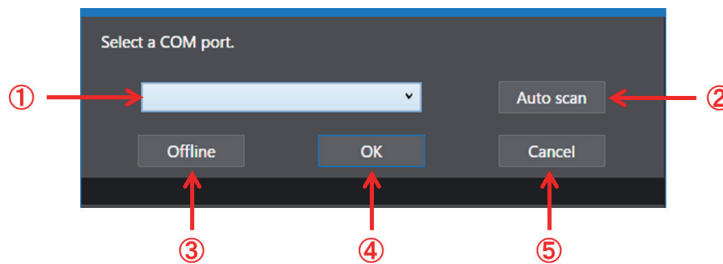 Select a COM port.
① Auto scan ②
Offline OK Cancel
③ ④ ⑤